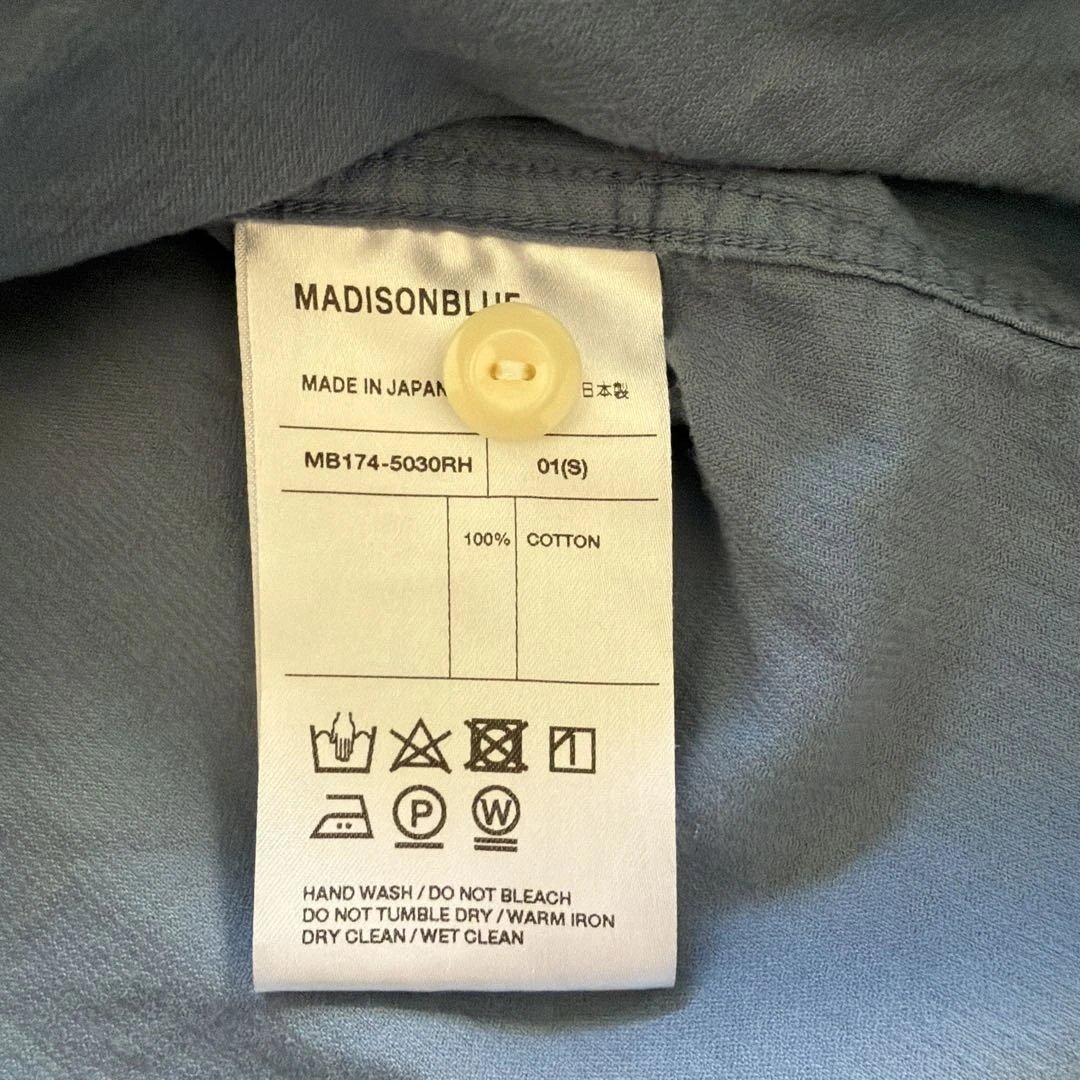 MADISONBLUE
MADE IN JAPAN 日本製
MB174-5030RH 01(S)
100% COTTON
P W
HAND WASH / DO NOT BLEACH
DO NOT TUMBLE DRY / WARM IRON
DRY CLEAN / WET CLEAN